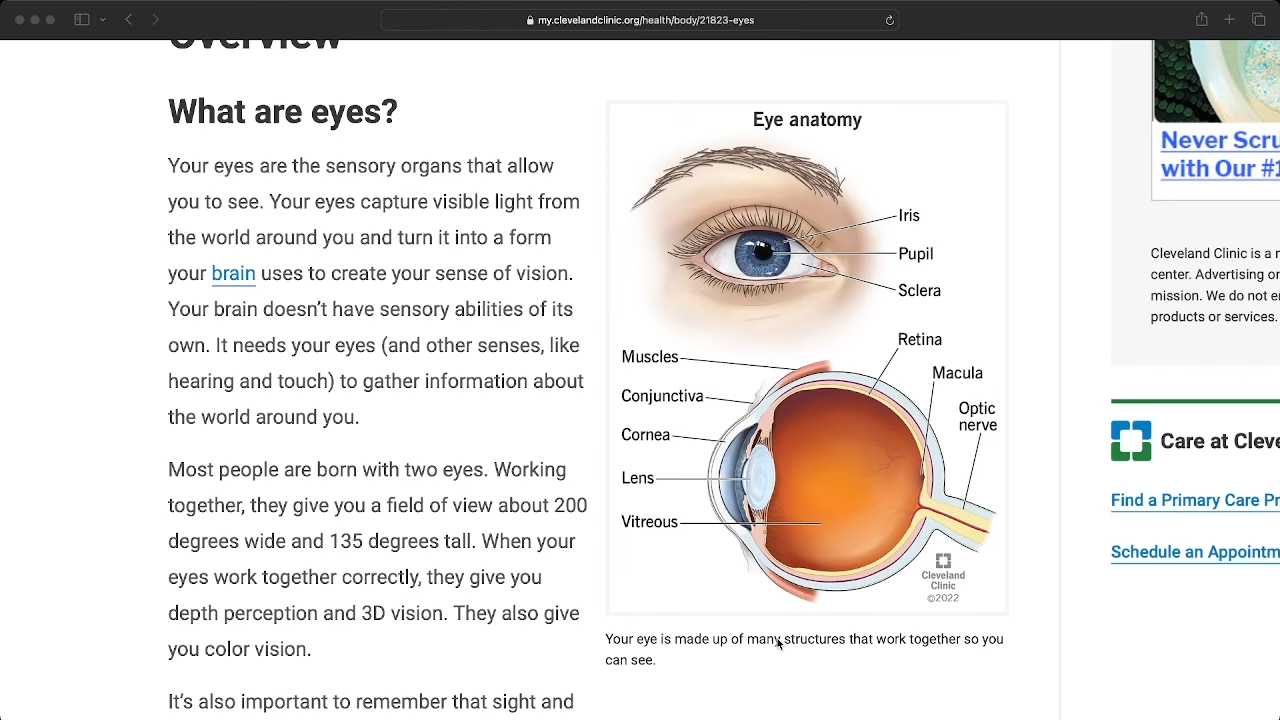 my.clevelandclinic.org/health/body/21823-eyes
Overview
What are eyes?
Your eyes are the sensory organs that allow
you to see. Your eyes capture visible light from
the world around you and turn it into a form
your brain uses to create your sense of vision.
Your brain doesn’t have sensory abilities of its
own. It needs your eyes (and other senses, like
hearing and touch) to gather information about
the world around you.
Most people are born with two eyes. Working
together, they give you a field of view about 200
degrees wide and 135 degrees tall. When your
eyes work together correctly, they give you
depth perception and 3D vision. They also give
you color vision.
It’s also important to remember that sight and
Eye anatomy
Iris
Pupil
Sclera
Retina
Macula
Optic
nerve
Muscles
Conjunctiva
Cornea
Lens
Vitreous
Cleveland
Clinic
©2022
Your eye is made up of many structures that work together so you
can see.
Never Scru
with Our #1
Cleveland Clinic is a
center. Advertising on
mission. We do not
products or services.
Care at Cleve
Find a Primary Care Pr
Schedule an Appointm